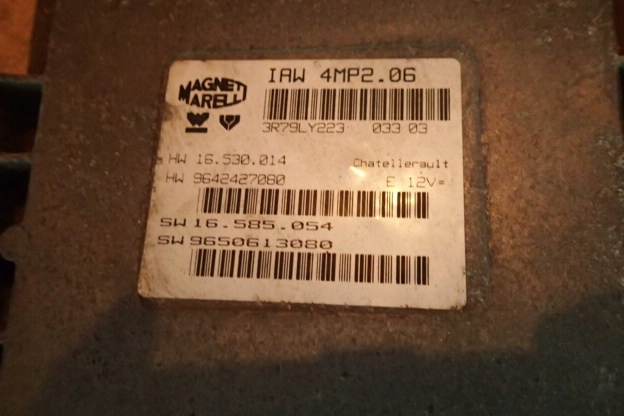 MAGNETI
MARELLI
IAW 4MP2.06
3R79LY223 033 03
HW 16.530.014 Chatellerault
HW 9642427080 E 12V=
SW 16.585.054
SW 9650613080